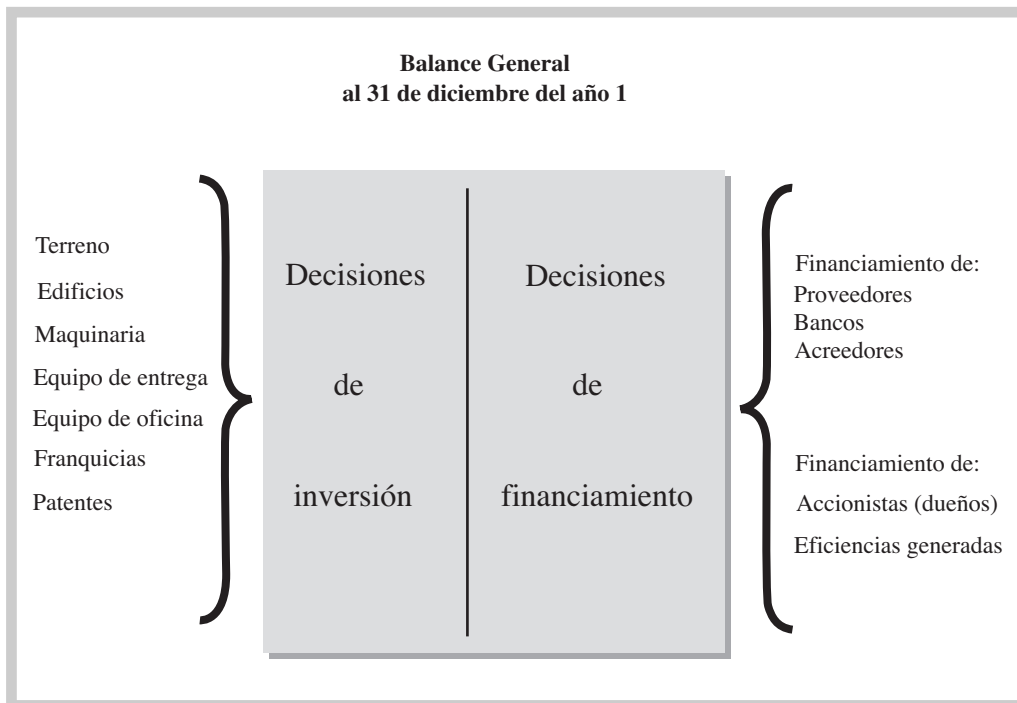 Balance General
al 31 de diciembre del año 1
Terreno
Edificios
Maquinaria
Equipo de entrega
Equipo de oficina
Franquicias
Patentes
Decisiones
de
inversión
Decisiones
de
financiamiento
Financiamiento de:
Proveedores
Bancos
Acreedores
Financiamiento de:
Accionistas (dueños)
Eficiencias generadas